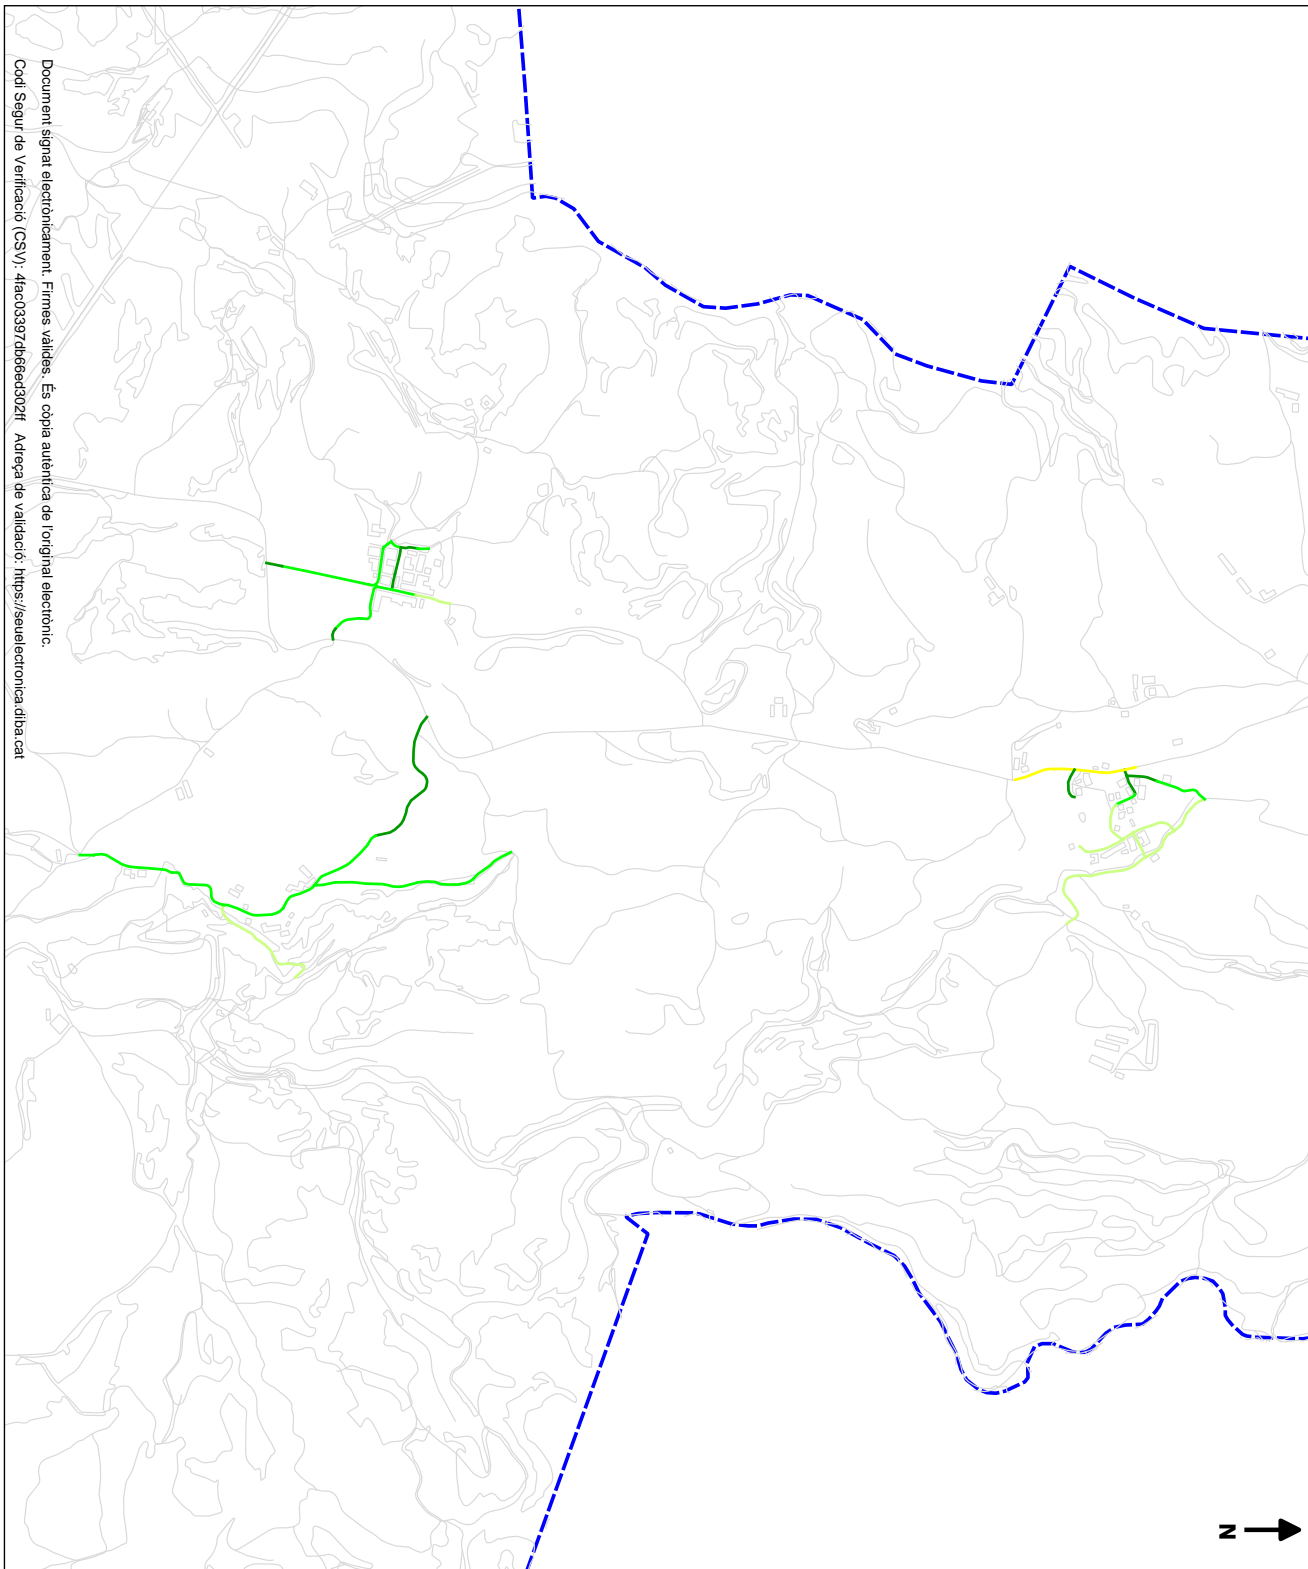 Document signat electrònicament. Firmes vàlides. És còpia autèntica de l'original electrònic.
Codi Segur de Verificació (CSV): 4fac03397db66ed302ff Adreça de validació: https://seuelectronica.diba.cat
N